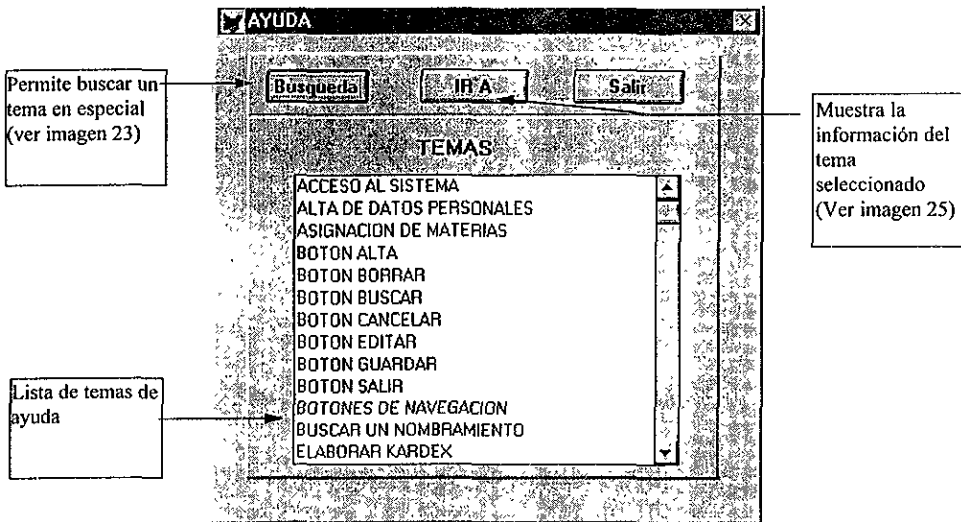 AYUDA
Permite buscar un
tema en especial
(ver imagen 23)
Búsqueda
IR A
Salir
Muestra la
información del
tema
seleccionado
(Ver imagen 25)
TEMAS
ACCESO AL SISTEMA
ALTA DE DATOS PERSONALES
ASIGNACION DE MATERIAS
BOTON ALTA
BOTON BORRAR
BOTON BUSCAR
BOTON CANCELAR
BOTON EDITAR
BOTON GUARDAR
BOTON SALIR
BOTONES DE NAVEGACION
BUSCAR UN NOMBRAMIENTO
ELABORAR KARDEX
Lista de temas de
ayuda